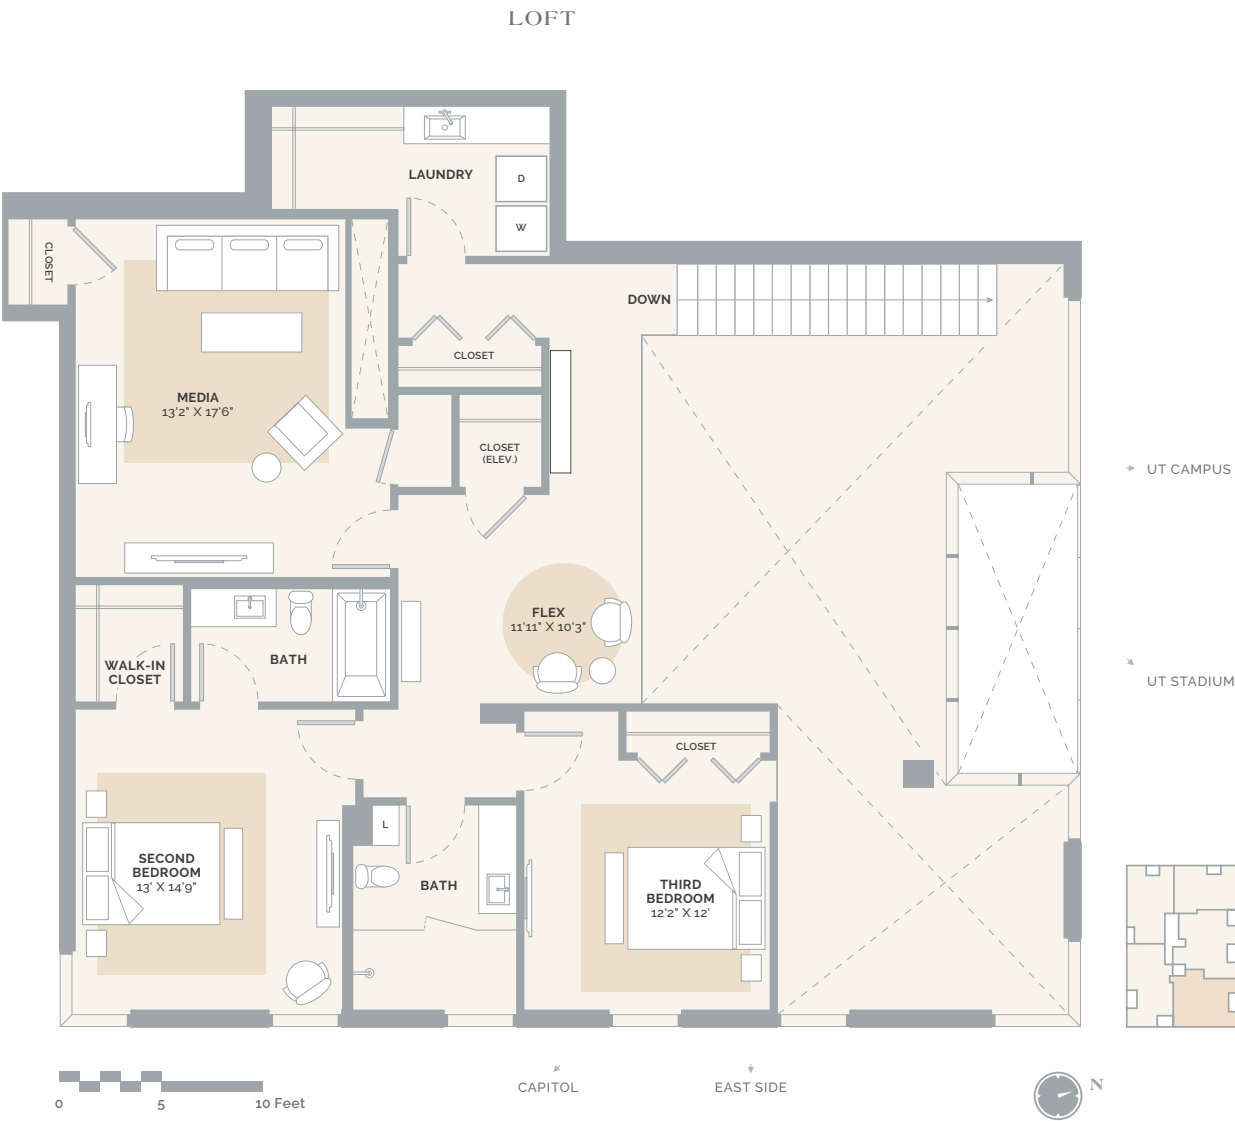 LOFT
LAUNDRY
D
W
CLOSET
DOWN
CLOSET
MEDIA
13'2" X 17'6"
CLOSET
(ELEV.)
UT CAMPUS
FLEX
11'11" X 10'3"
WALK-IN
CLOSET
BATH
UT STADIUM
CLOSET
L
SECOND
BEDROOM
13' X 14'9"
BATH
THIRD
BEDROOM
12'2" X 12'
CAPITOL
EAST SIDE
N
0 5 10 Feet